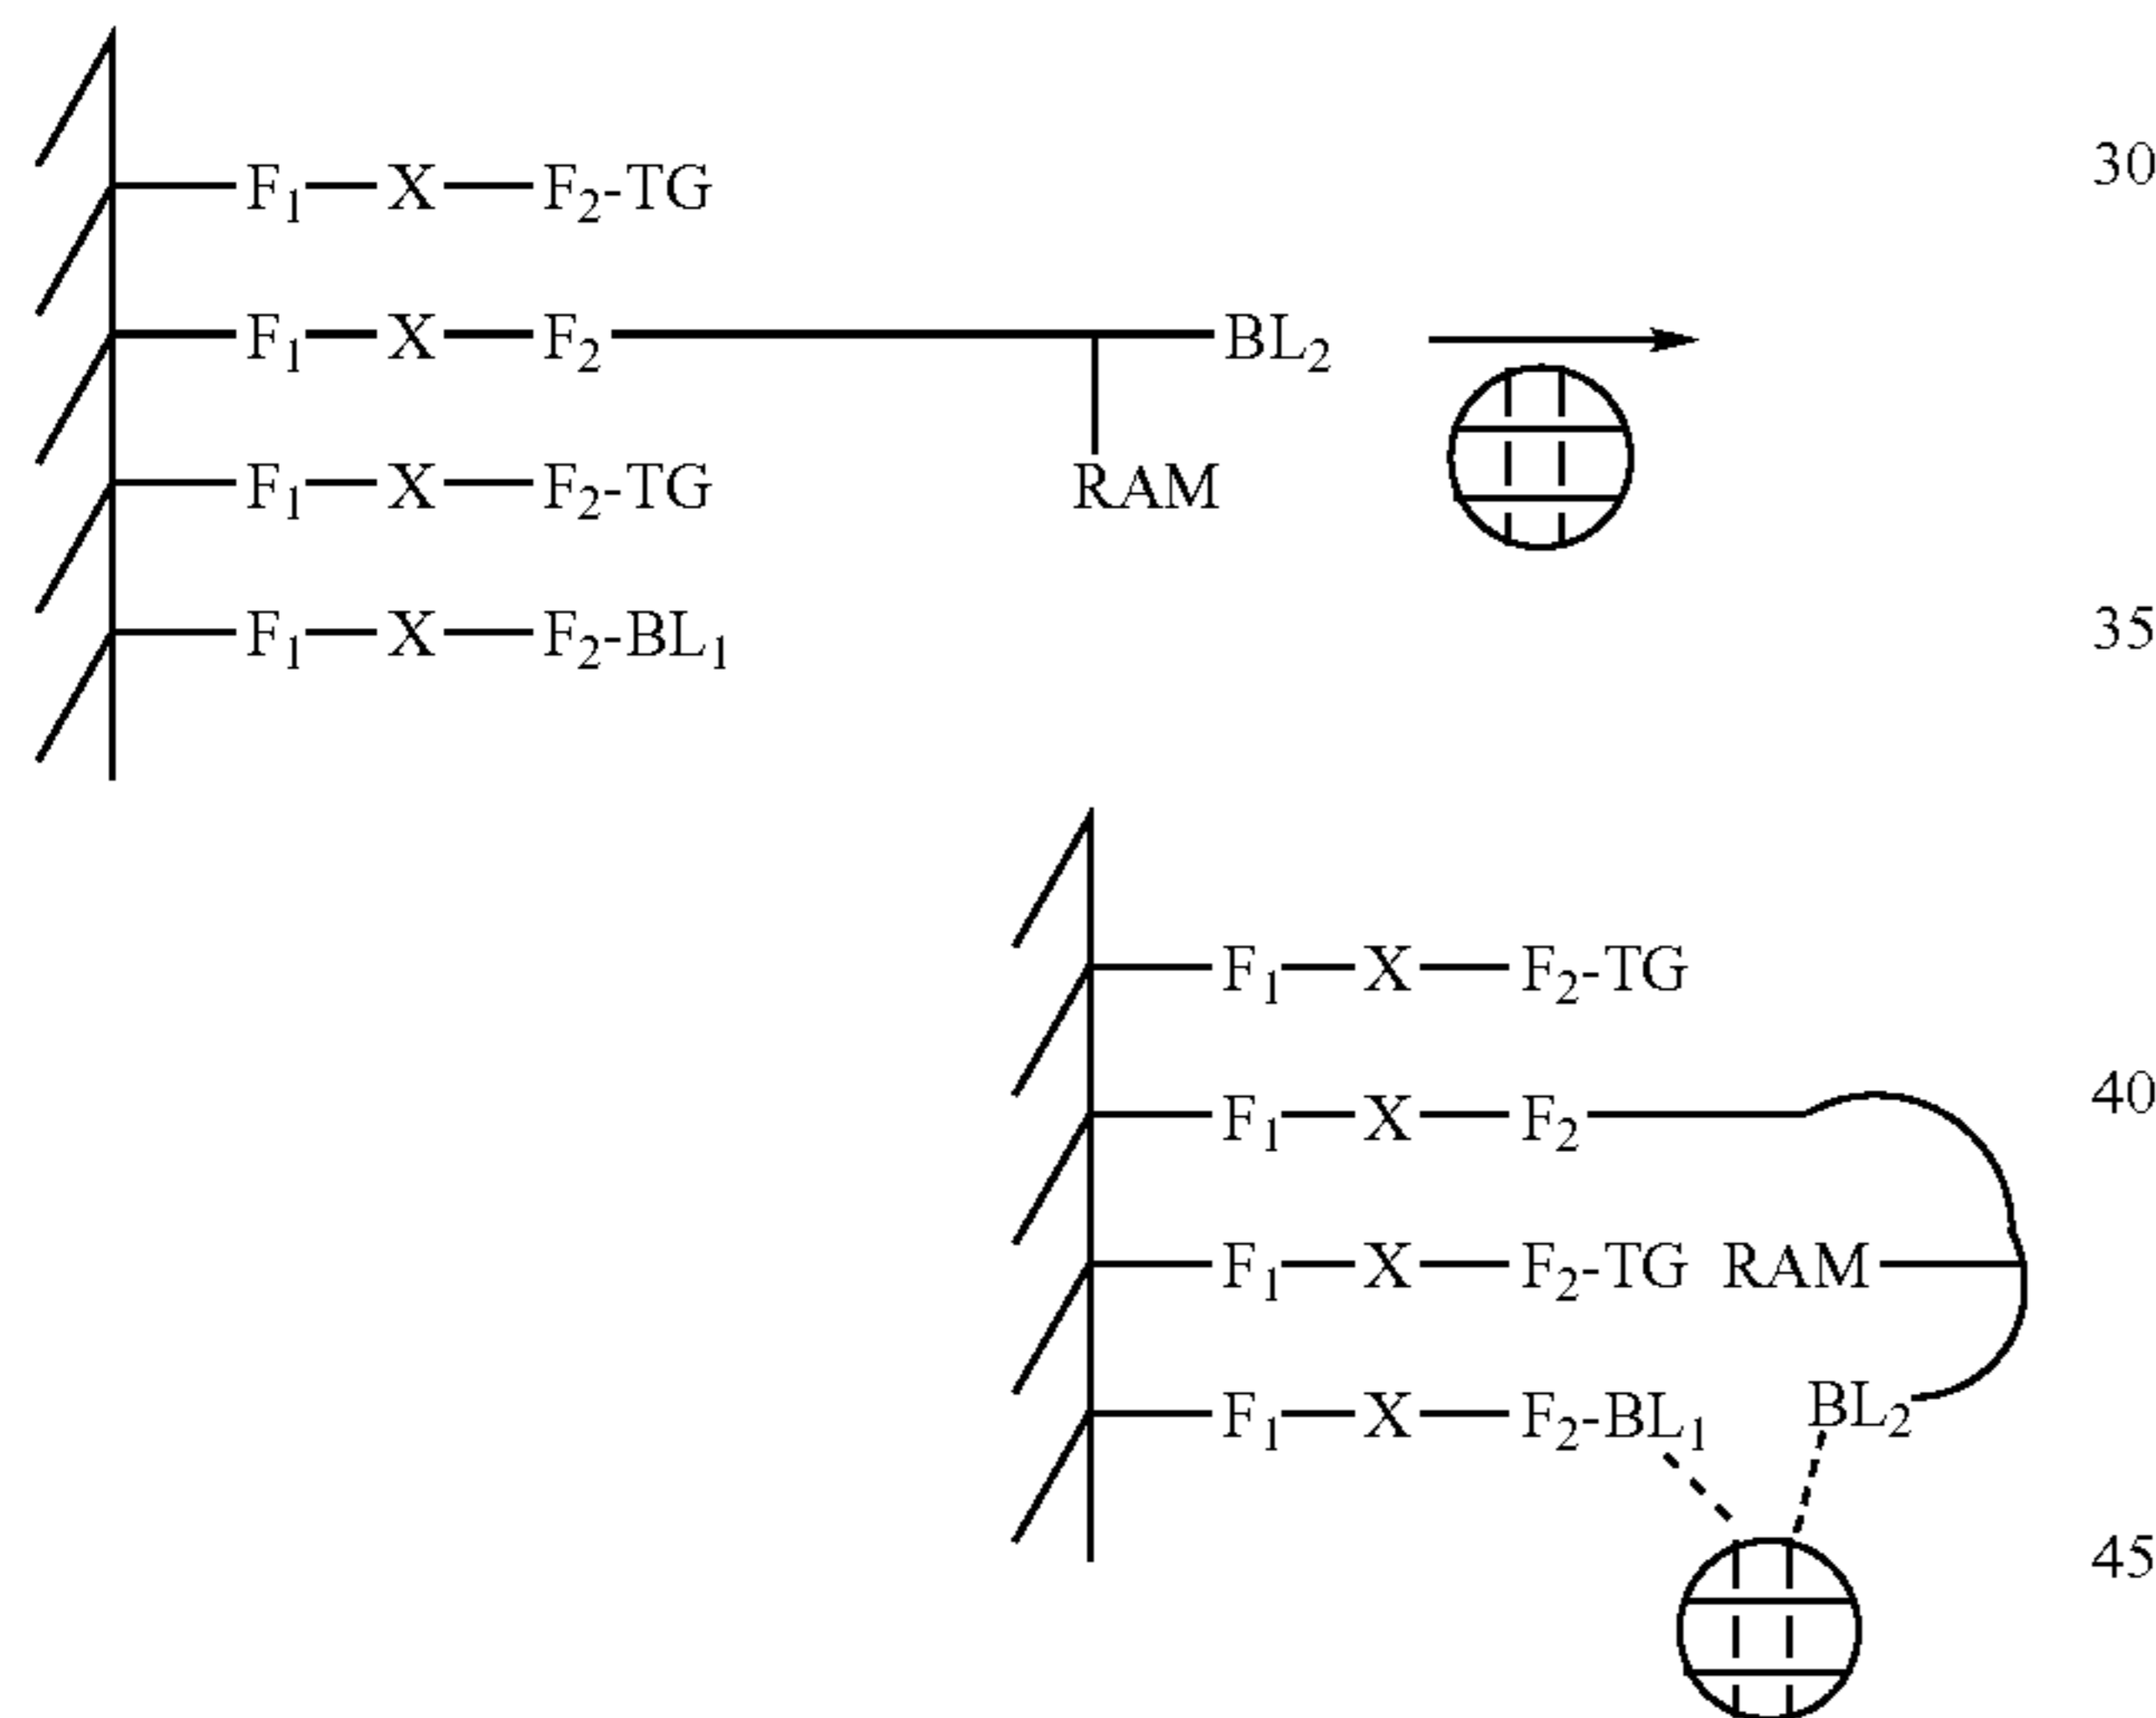 F₁—X—F₂-TG 30
F₁—X—F₂ BL₂
F₁—X—F₂-TG RAM
F₁—X—F₂-BL₁ 35
F₁—X—F₂-TG
F₁—X—F₂ 40
F₁—X—F₂-TG RAM
F₁—X—F₂-BL₁ BL₂
45